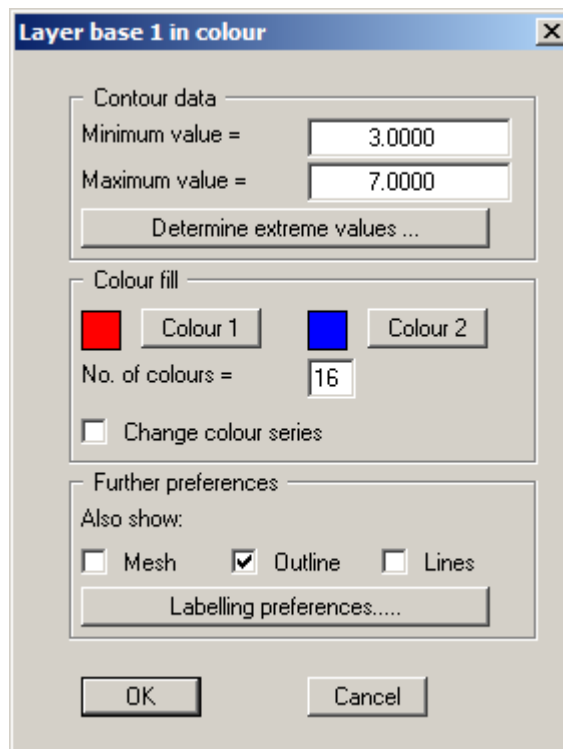 Layer base 1 in colour
Contour data
Minimum value = 3.0000
Maximum value = 7.0000
Determine extreme values ...
Colour fill
Colour 1 Colour 2
No. of colours = 16
Change colour series
Further preferences
Also show:
Mesh Outline Lines
Labelling preferences.....
OK Cancel